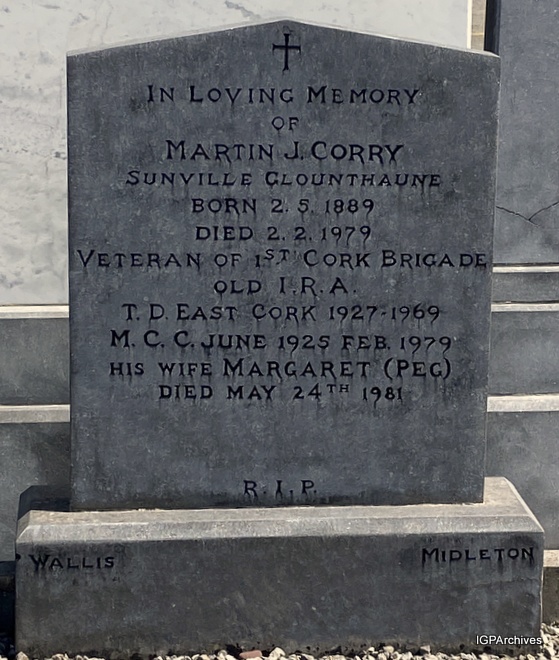 IN LOVING MEMORY
OF
MARTIN J. CORRY
SUNVILLE GLOUNTHAUNE
BORN 2. 5. 1889
DIED 2. 2. 1979
VETERAN OF 1ST CORK BRIGADE
OLD I.R.A.
T. D. EAST CORK 1927-1969
M. C. C. JUNE 1925 FEB. 1979
HIS WIFE MARGARET (PEG)
DIED MAY 24TH 1981
R.I.P.
WALLIS MIDLETON
IGPArchives